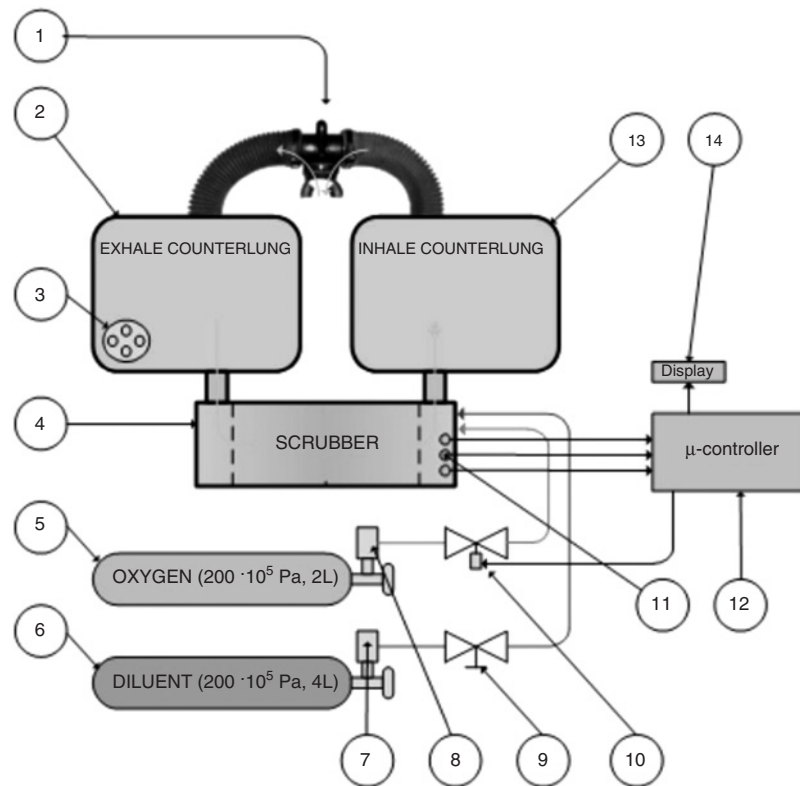 1
2
13
14
EXHALE COUNTERLUNG
INHALE COUNTERLUNG
3
Display
4
SCRUBBER
μ-controller
5
OXYGEN (200 ·10⁵ Pa, 2L)
11
12
6
DILUENT (200 ·10⁵ Pa, 4L)
7
8
9
10